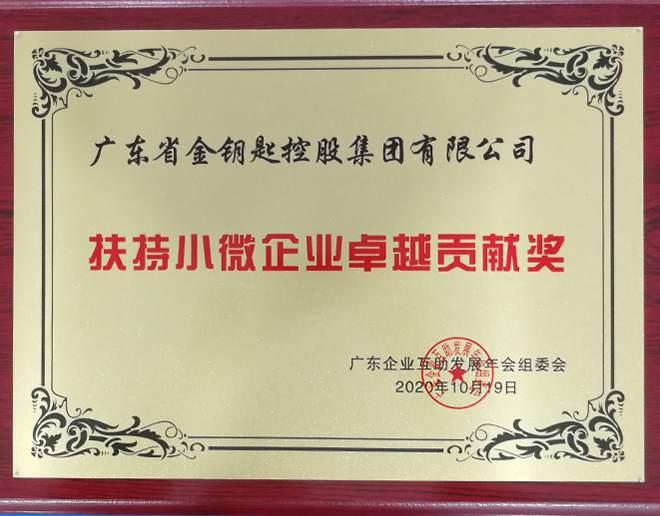 广东省金钥匙控股集团有限公司
扶持小微企业卓越贡献奖
广东企业互助发展年会组委会
2020年10月19日